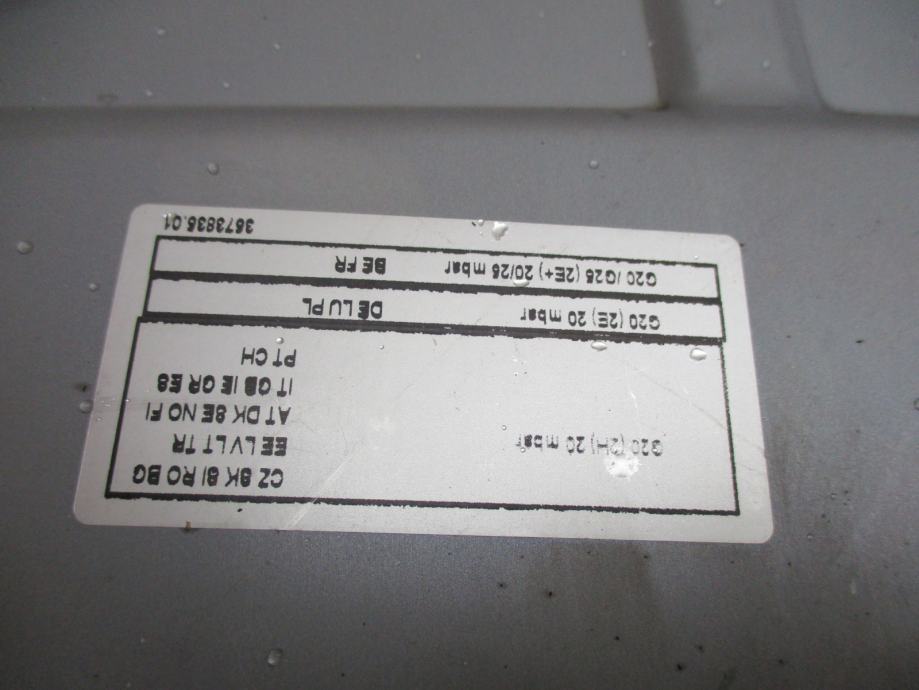 CZ SK SI RO BG
G20 (2H) 20 mbar EE LV LT TR
AT DK SE NO FI
IT GB IE GR ES
PT CH
G20 (2E) 20 mbar DE LU PL
G20 /G25 (2E+) 20/25 mbar BE FR
3673835.01